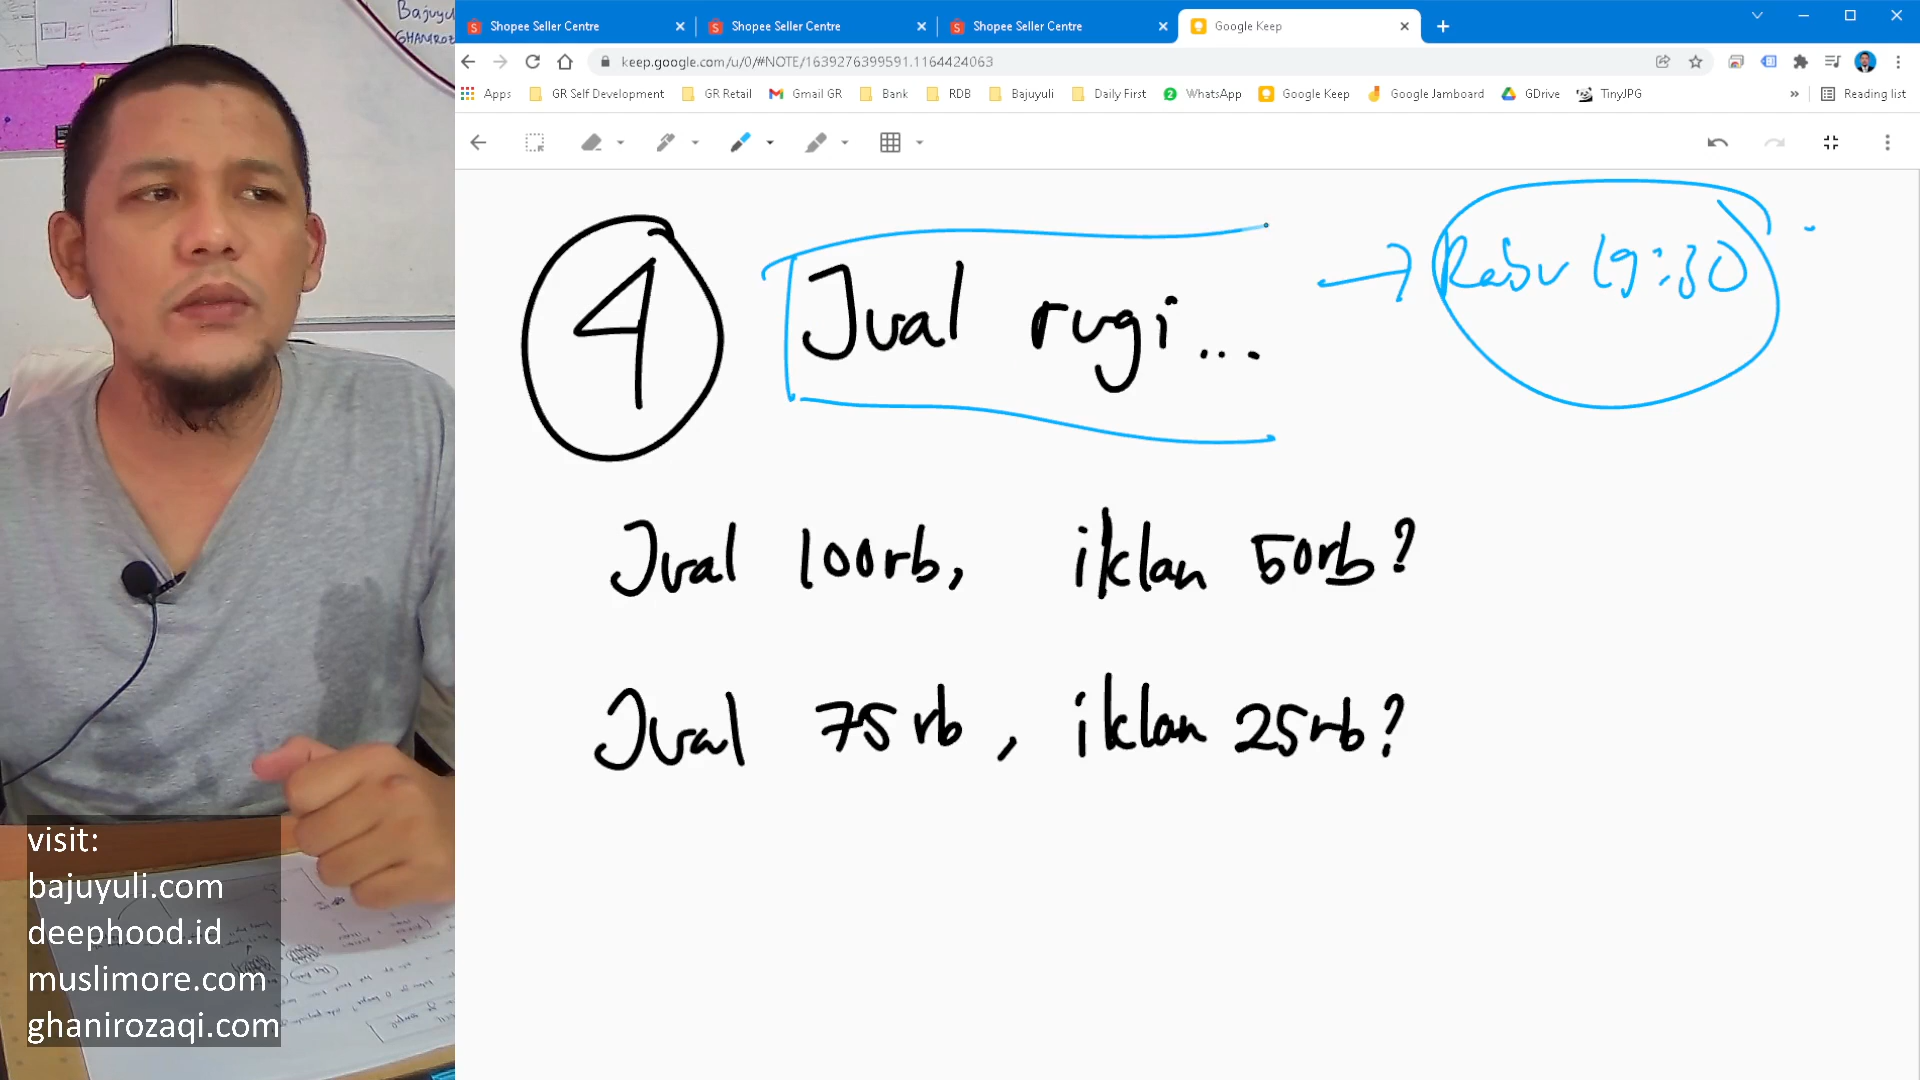 Bajuyu
GHANIROZ
Shopee Seller Centre
Shopee Seller Centre
Shopee Seller Centre
Google Keep
keep.google.com/u/0/#NOTE/1639276399591.1164424063
Apps GR Self Development GR Retail Gmail GR Bank RDB Bajuyuli Daily First WhatsApp Google Keep Google Jamboard GDrive TinyJPG » Reading list
4 Jual rugi... → Rabu 19:30
Jual 100rb, iklan 50rb?
Jual 75rb, iklan 25rb?
visit:
bajuyuli.com
deephood.id
muslimore.com
ghanirozaqi.com